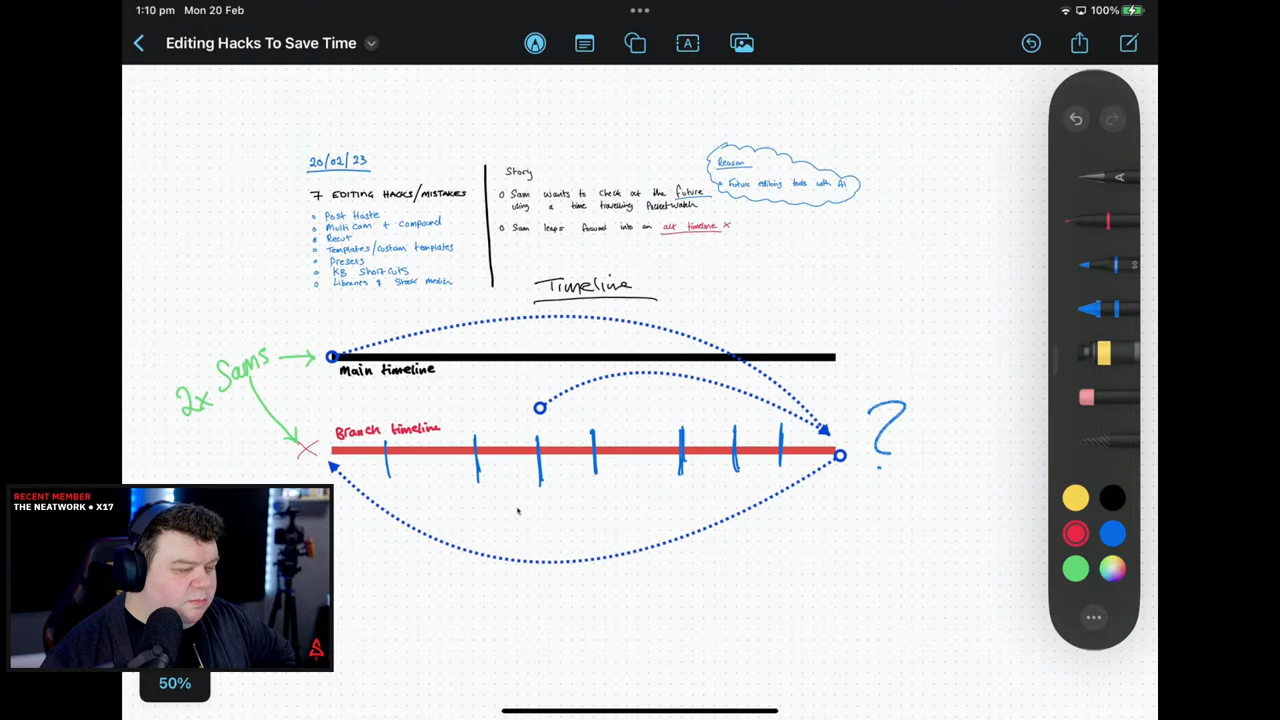 1:10 pm Mon 20 Feb
100%
Editing Hacks To Save Time
A
20/02/23
7 EDITING HACKS/MISTAKES
Post Haste
Multi Cam + Compound
Recut
Templates/custom templates
Presets
KB Shortcuts
Libraries & Stock media
Story
Sam wants to check out the future
using a time travelling Pocketwatch
Sam leaps forward into an alt timeline X
Reason
Future editing tools with AI
Timeline
2x Sams
main timeline
Branch timeline
?
RECENT MEMBER
THE NEATWORK • X17
50%
A
50